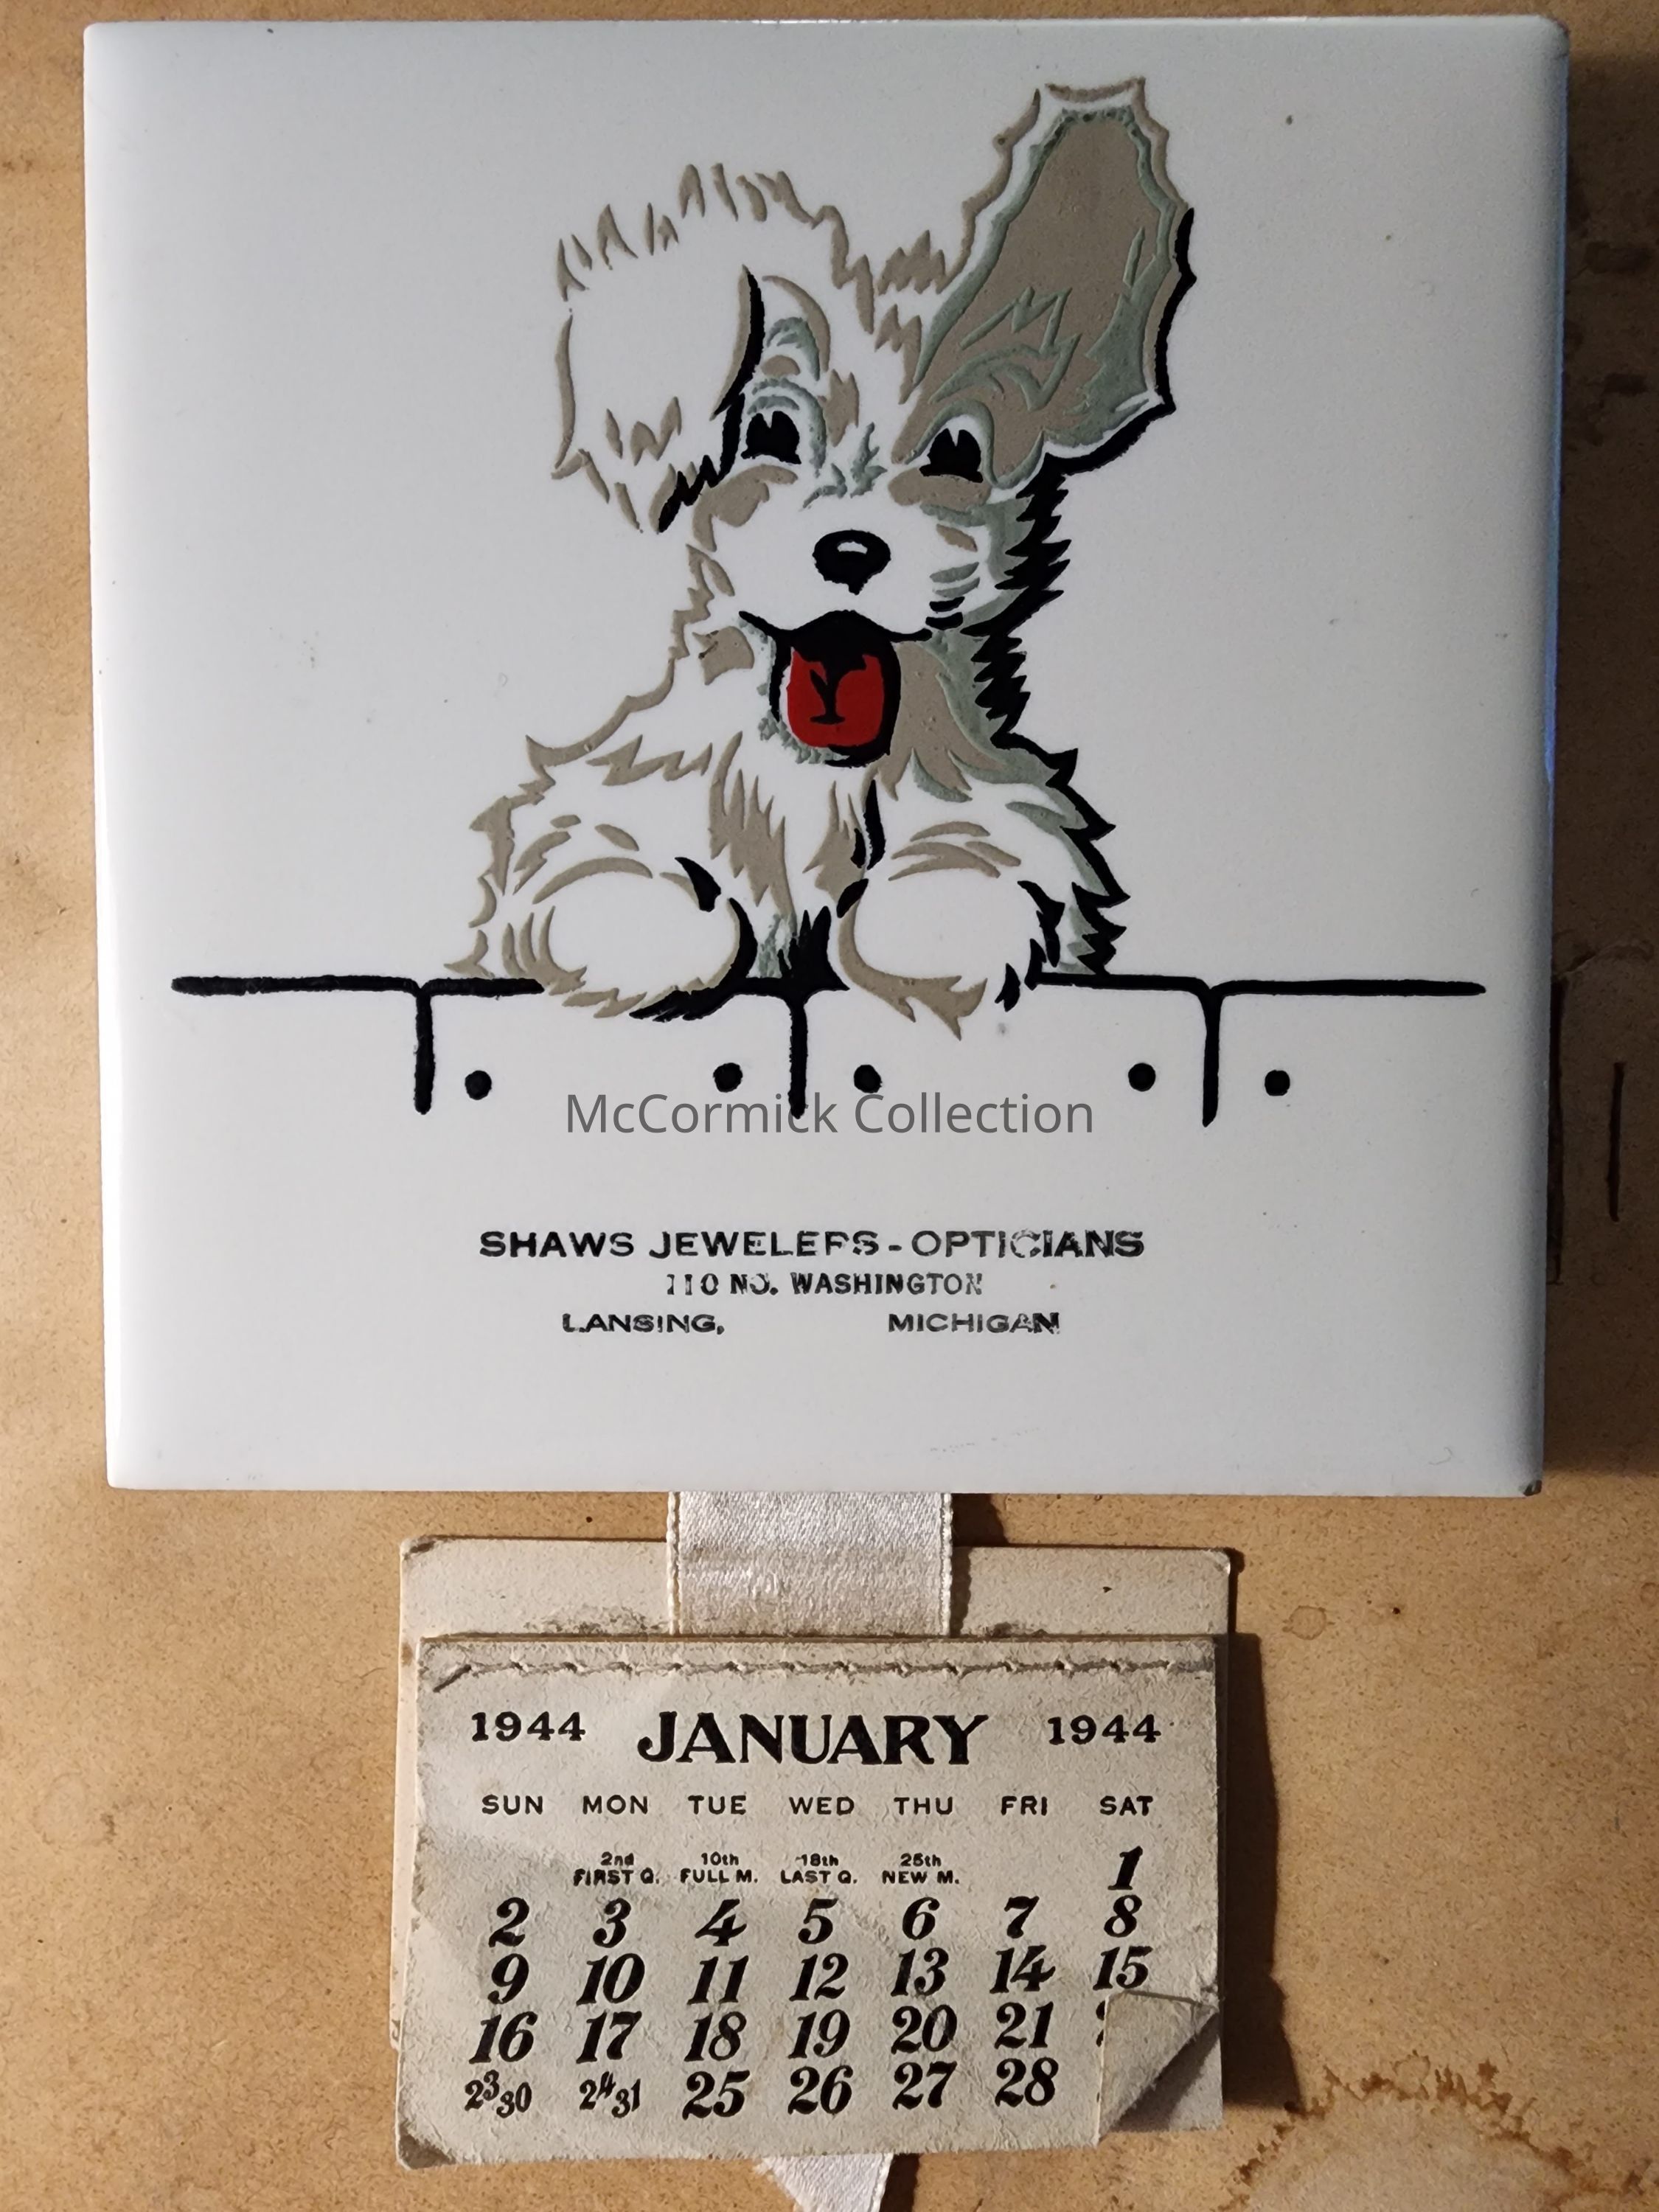 McCormick Collection
SHAWS JEWELERS - OPTICIANS
110 NO. WASHINGTON
LANSING, MICHIGAN
1944 JANUARY 1944
SUN MON TUE WED THU FRI SAT
2nd 10th 18th 25th
FIRST Q. FULL M. LAST Q. NEW M.
1
2 3 4 5 6 7 8
9 10 11 12 13 14 15
16 17 18 19 20 21
23 30 24 31 25 26 27 28